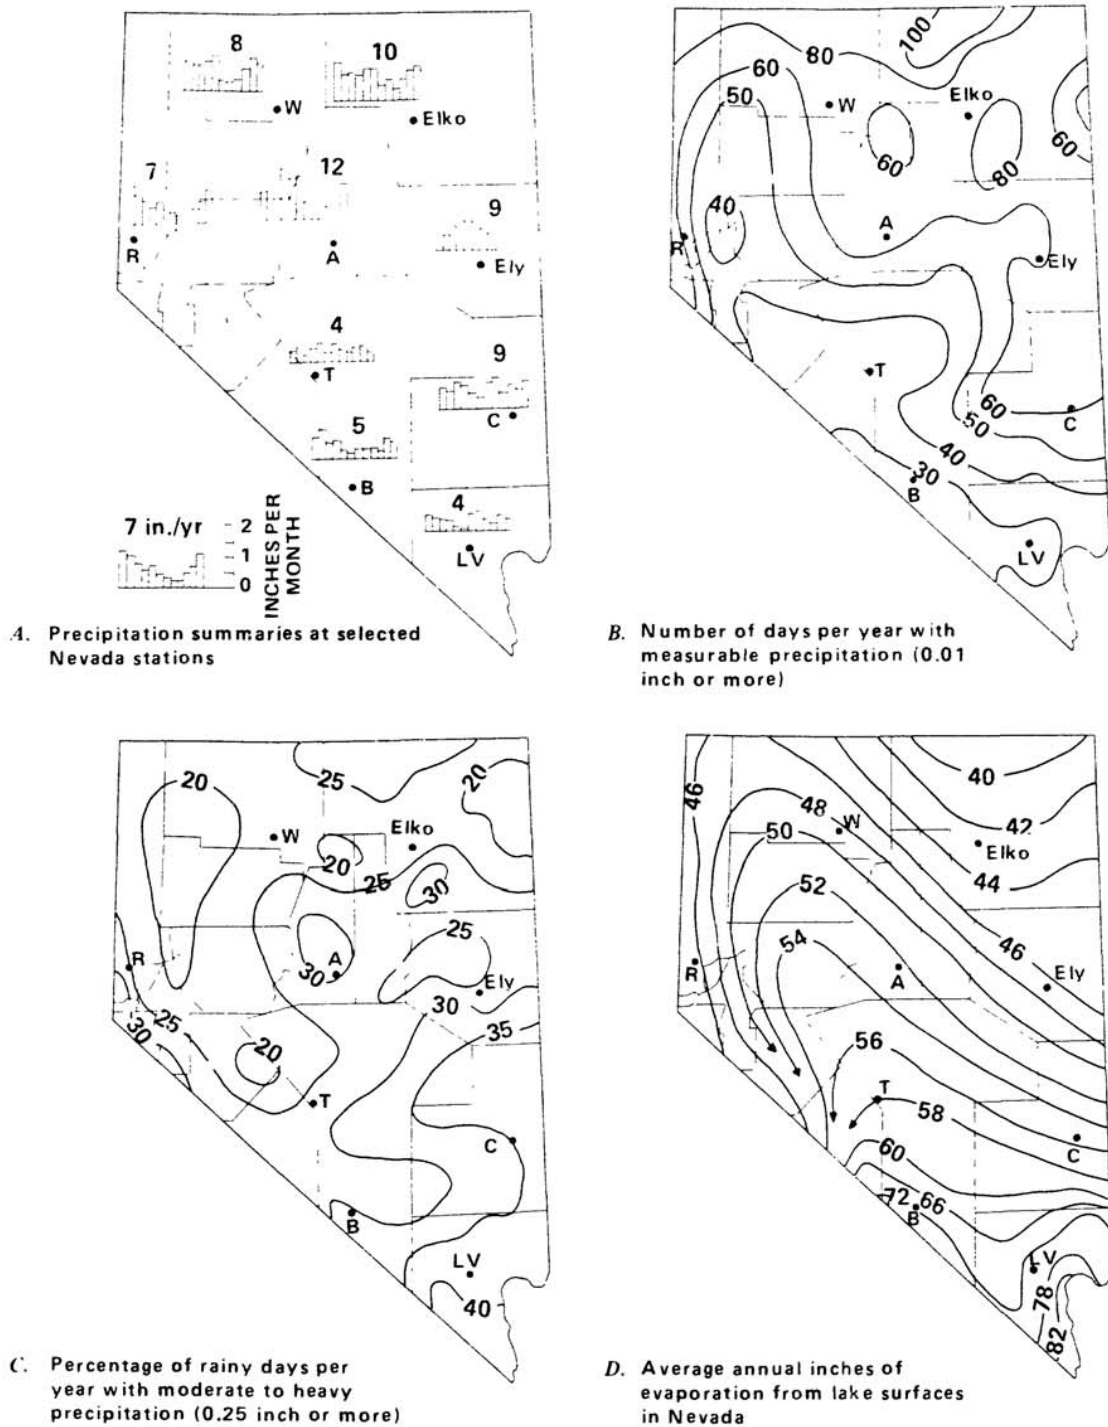 8
10
W
Elko
7
12
9
R
A
Ely
4
9
T
C
5
B
4
LV
7 in./yr
2
1
0
INCHES PER
MONTH
A. Precipitation summaries at selected
Nevada stations
100
80
60
50
W
Elko
60
60
80
40
A
R
Ely
T
60
50
C
40
30
B
LV
B. Number of days per year with
measurable precipitation (0.01
inch or more)
20
25
20
W
Elko
20
25
30
25
R
A
30
Ely
30
25
35
30
20
T
C
B
LV
40
C. Percentage of rainy days per
year with moderate to heavy
precipitation (0.25 inch or more)
40
46
48
W
42
50
Elko
44
52
54
46
R
A
Ely
56
T
58
60
C
72
66
B
LV
78
82
D. Average annual inches of
evaporation from lake surfaces
in Nevada